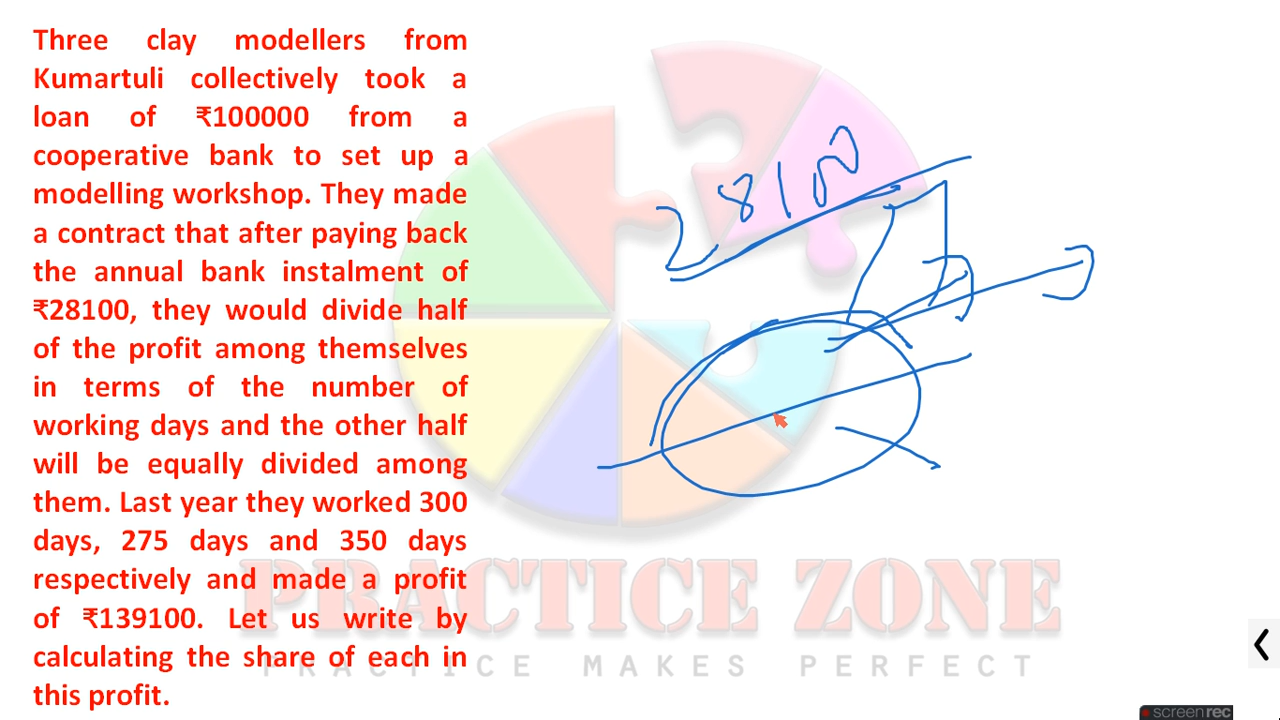 Three clay modellers from
Kumartuli collectively took a
loan of ₹100000 from a
cooperative bank to set up a
modelling workshop. They made
a contract that after paying back
the annual bank instalment of
₹28100, they would divide half
of the profit among themselves
in terms of the number of
working days and the other half
will be equally divided among
them. Last year they worked 300
days, 275 days and 350 days
respectively and made a profit
of ₹139100. Let us write by
calculating the share of each in
this profit.
28100
PRACTICE ZONE
PRACTICE MAKES PERFECT
screenrec